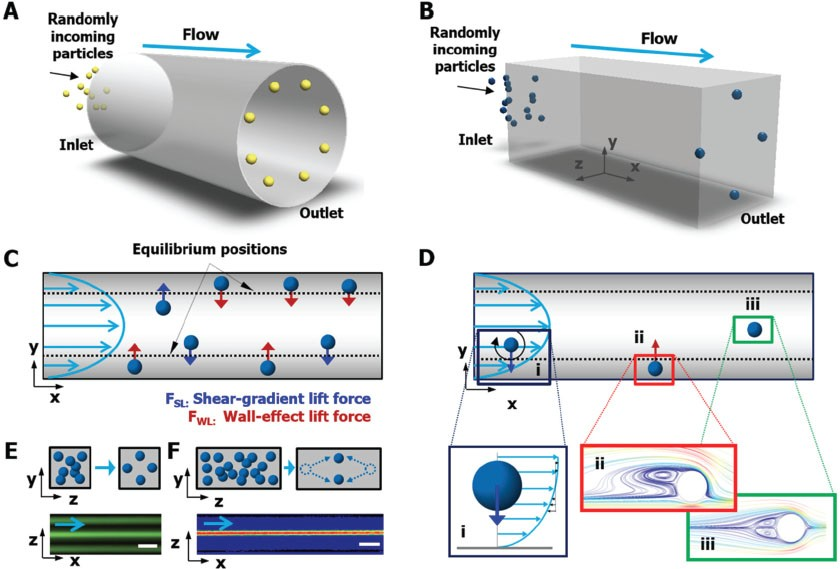 A
Randomly
incoming
particles
Flow
Inlet
Outlet
B
Randomly
incoming
particles
Flow
Inlet
y
z
x
Outlet
C
Equilibrium positions
y
x
FSL: Shear-gradient lift force
FWL: Wall-effect lift force
D
y
x
i
ii
iii
i
ii
iii
E
y
z
z
x
F
y
z
z
x